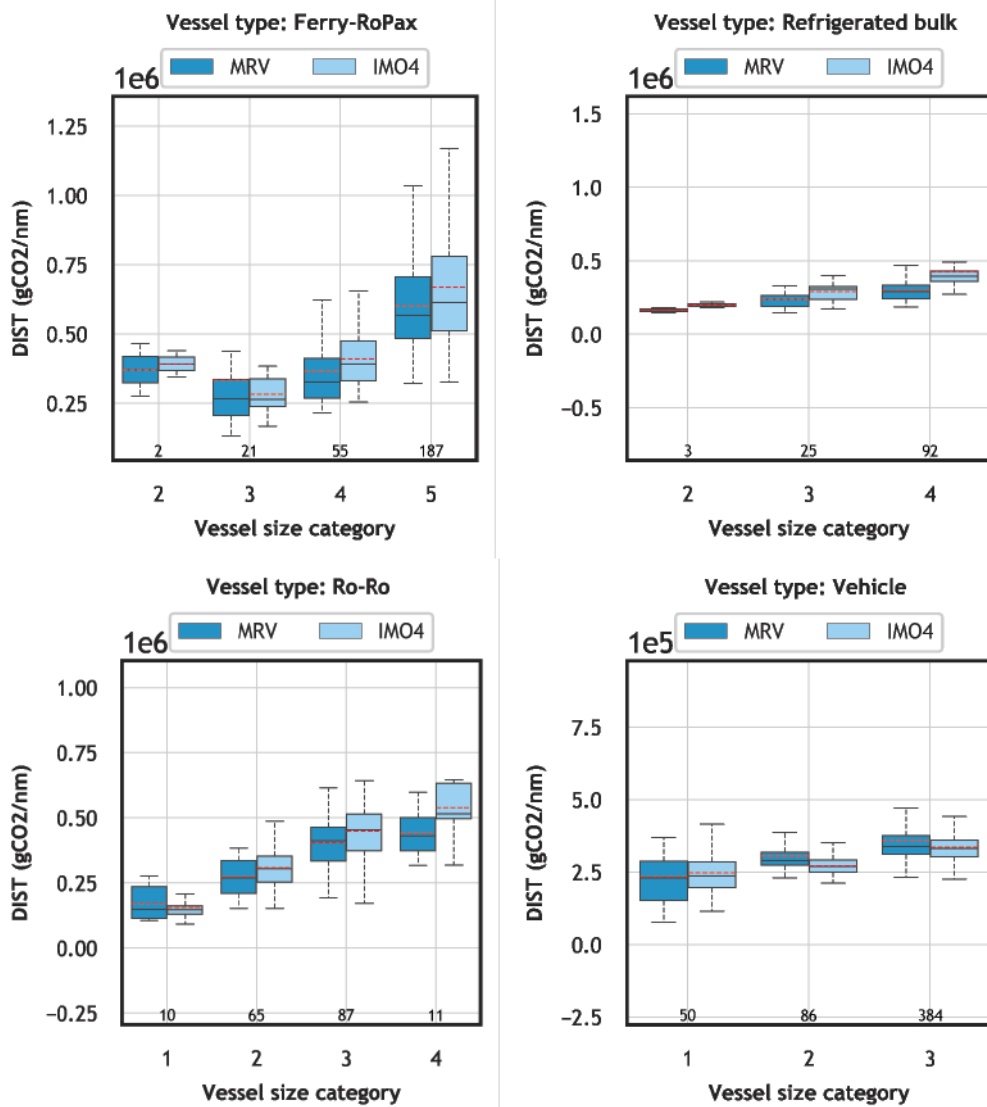 Vessel type: Ferry-RoPax
MRV IMO4
1e6
DIST (gCO2/nm)
1.25
1.00
0.75
0.50
0.25
2 21 55 187
2 3 4 5
Vessel size category
Vessel type: Refrigerated bulk
MRV IMO4
1e6
DIST (gCO2/nm)
1.5
1.0
0.5
0.0
−0.5
3 25 92
2 3 4
Vessel size category
Vessel type: Ro-Ro
MRV IMO4
1e6
DIST (gCO2/nm)
1.00
0.75
0.50
0.25
0.00
−0.25
10 65 87 11
1 2 3 4
Vessel size category
Vessel type: Vehicle
MRV IMO4
1e5
DIST (gCO2/nm)
7.5
5.0
2.5
0.0
−2.5
50 86 384
1 2 3
Vessel size category